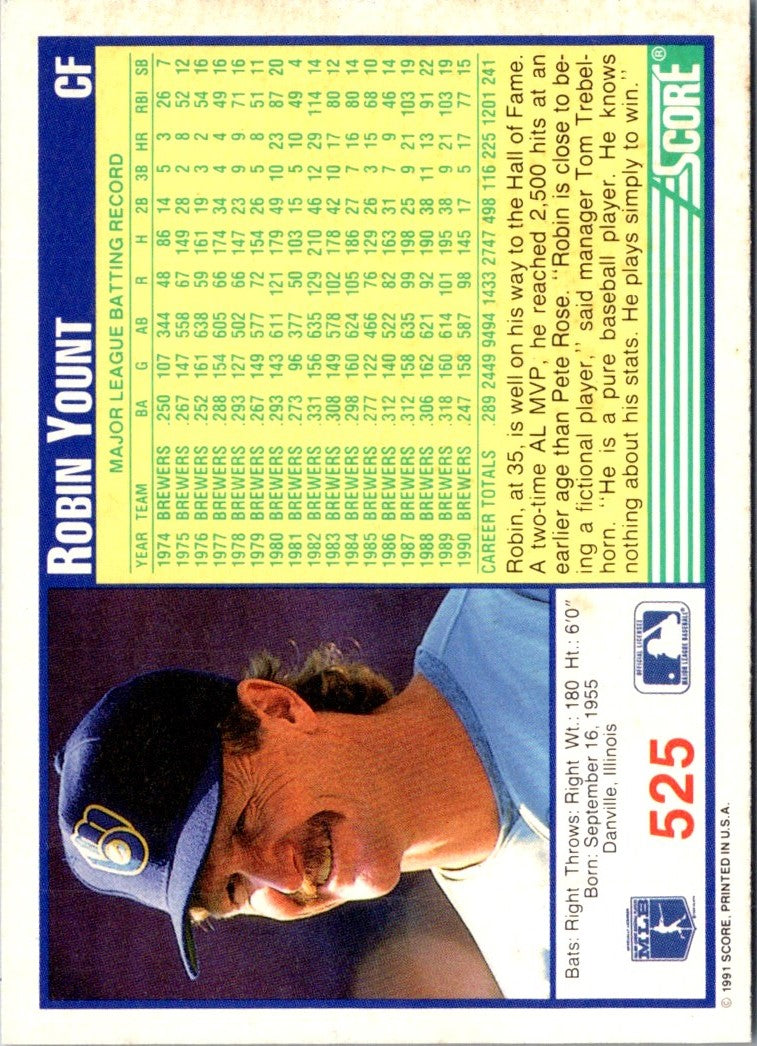 ROBIN YOUNT CF
MAJOR LEAGUE BATTING RECORD
YEAR TEAM BA G AB R H 2B 3B HR RBI SB
1974 BREWERS .250 107 344 48 86 14 5 3 26 7
1975 BREWERS .267 147 558 67 149 28 2 8 52 12
1976 BREWERS .252 161 638 59 161 19 3 2 54 16
1977 BREWERS .288 154 605 66 174 34 4 4 49 16
1978 BREWERS .293 127 502 66 147 23 9 9 71 16
1979 BREWERS .267 149 577 72 154 26 5 8 51 11
1980 BREWERS .293 143 611 121 179 49 10 23 87 20
1981 BREWERS .273 96 377 50 103 15 5 10 49 4
1982 BREWERS .331 156 635 129 210 46 12 29 114 14
1983 BREWERS .308 149 578 102 178 42 10 17 80 12
1984 BREWERS .298 160 624 105 186 27 7 16 80 14
1985 BREWERS .277 122 466 76 129 26 3 15 68 10
1986 BREWERS .312 140 522 82 163 31 7 9 46 14
1987 BREWERS .312 158 635 99 198 25 9 21 103 19
1988 BREWERS .306 162 621 92 190 38 11 13 91 22
1989 BREWERS .318 160 614 101 195 38 9 21 103 19
1990 BREWERS .247 158 587 98 145 17 5 17 77 15
CAREER TOTALS .289 2449 9494 1433 2747 498 116 225 1201 241
Robin, at 35, is well on his way to the Hall of Fame.
A two-time AL MVP, he reached 2,500 hits at an
earlier age than Pete Rose. "Robin is close to be-
ing a fictional player," said manager Tom Trebel-
horn. "He is a pure baseball player. He knows
nothing about his stats. He plays simply to win."
SCORE®
Bats: Right Throws: Right Wt.: 180 Ht.: 6'0"
Born: September 16, 1955
Danville, Illinois
MLB
525
OFFICIAL LICENSEE
MAJOR LEAGUE BASEBALL®
© 1991 SCORE, PRINTED IN U.S.A.